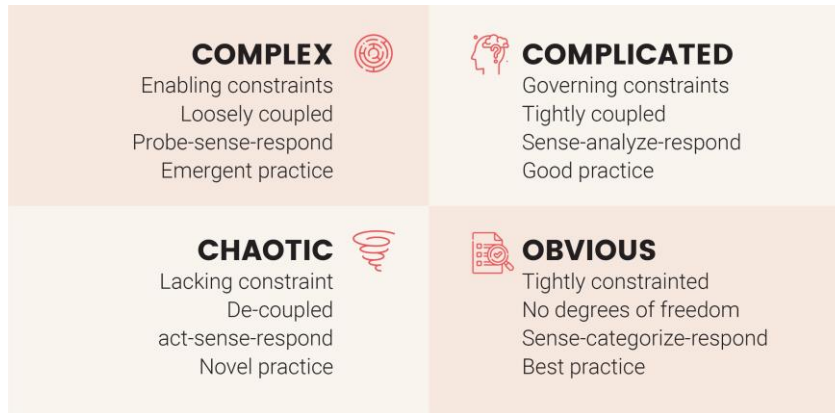 COMPLEX
Enabling constraints
Loosely coupled
Probe-sense-respond
Emergent practice
COMPLICATED
Governing constraints
Tightly coupled
Sense-analyze-respond
Good practice
CHAOTIC
Lacking constraint
De-coupled
act-sense-respond
Novel practice
OBVIOUS
Tightly constrainted
No degrees of freedom
Sense-categorize-respond
Best practice